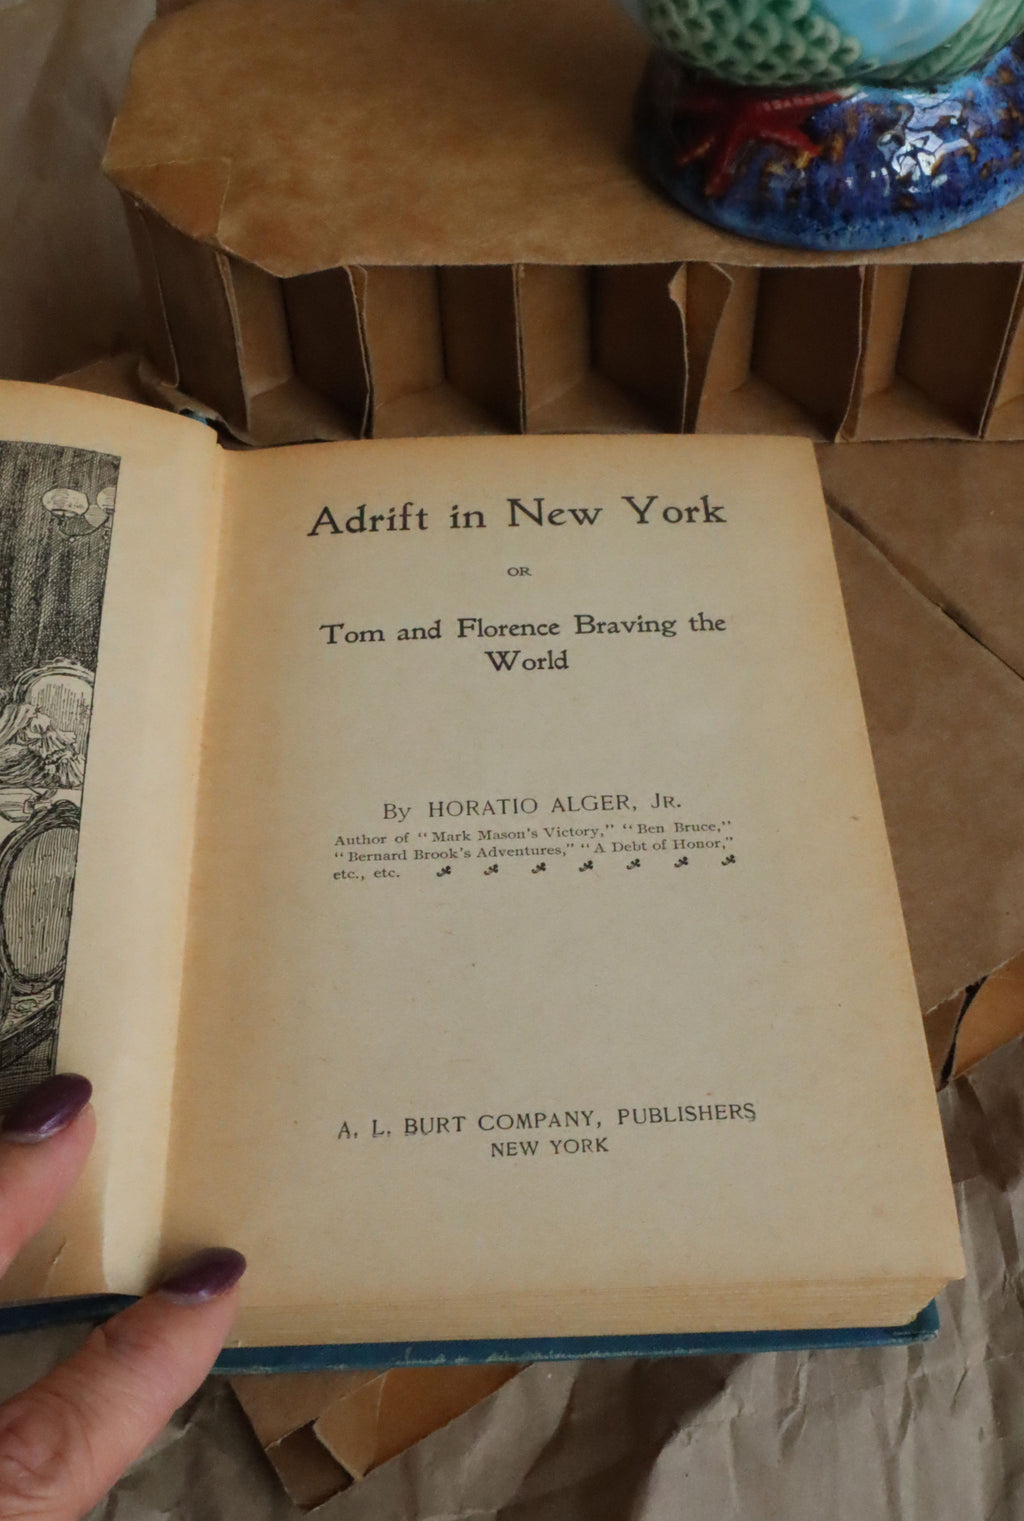 Adrift in New York
OR
Tom and Florence Braving the
World
By HORATIO ALGER, JR.
Author of “Mark Mason's Victory,” “Ben Bruce,”
“Bernard Brook's Adventures,” “A Debt of Honor,”
etc., etc.
A. L. BURT COMPANY, PUBLISHERS
NEW YORK